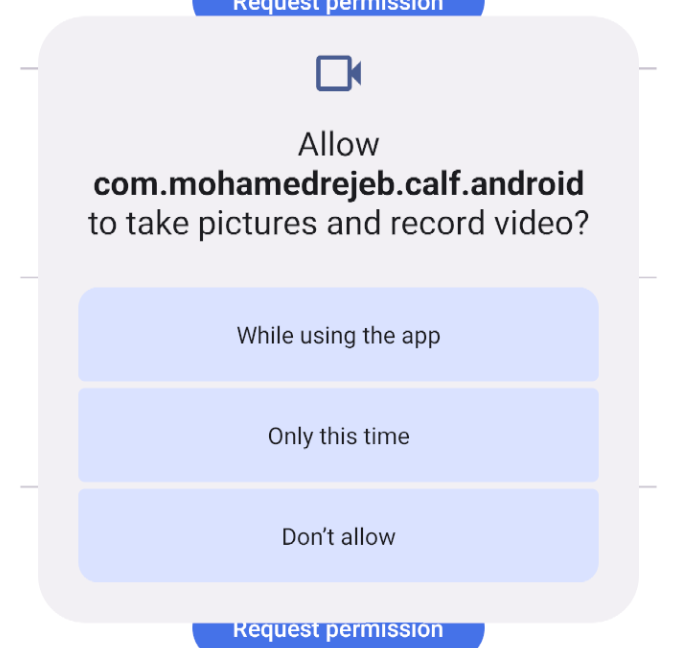 Request permission
Allow
com.mohamedrejeb.calf.android
to take pictures and record video?
While using the app
Only this time
Don’t allow
Request permission